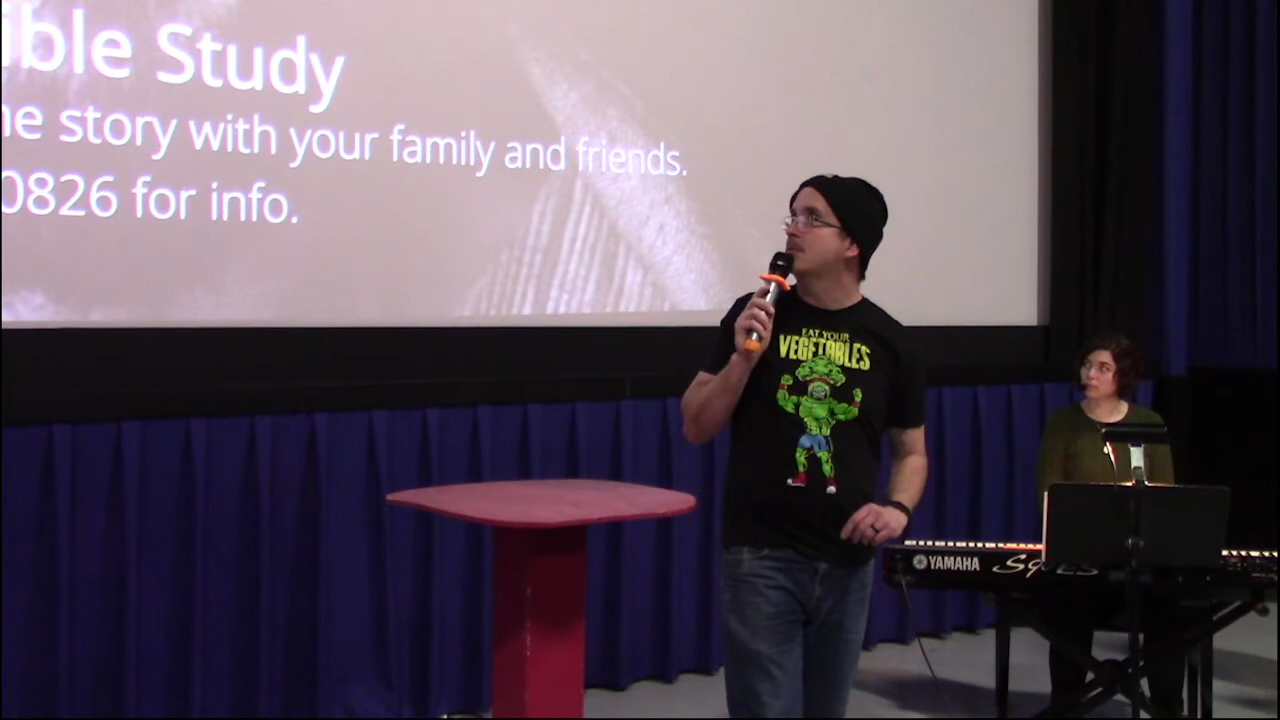 ible Study
he story with your family and friends.
0826 for info.
EAT YOUR
VEGETABLES
YAMAHA